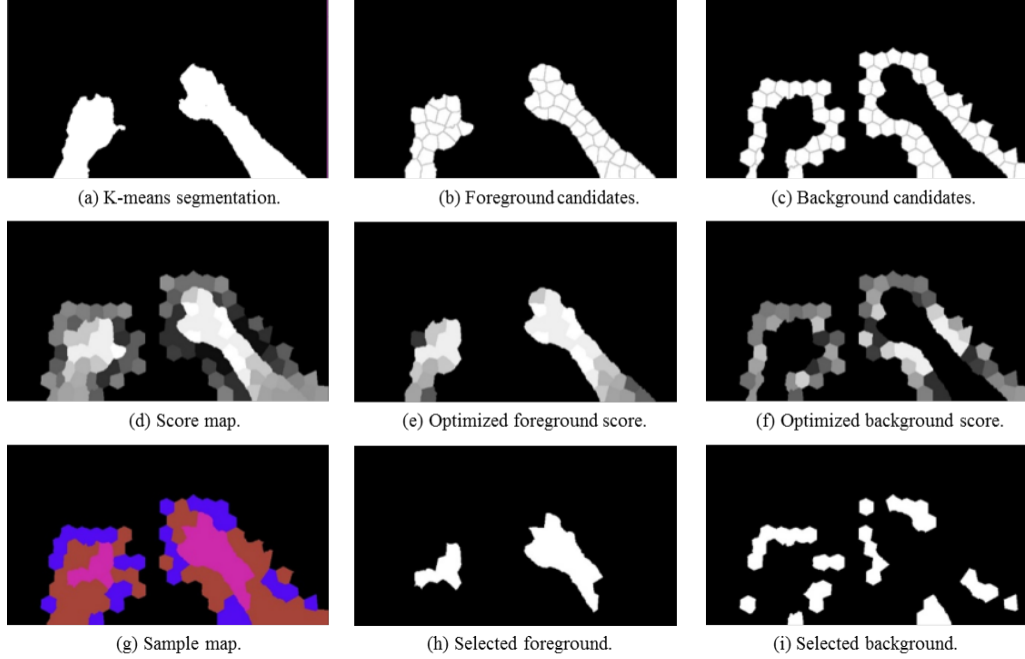 (a) K-means segmentation.
(b) Foreground candidates.
(c) Background candidates.
(d) Score map.
(e) Optimized foreground score.
(f) Optimized background score.
(g) Sample map.
(h) Selected foreground.
(i) Selected background.